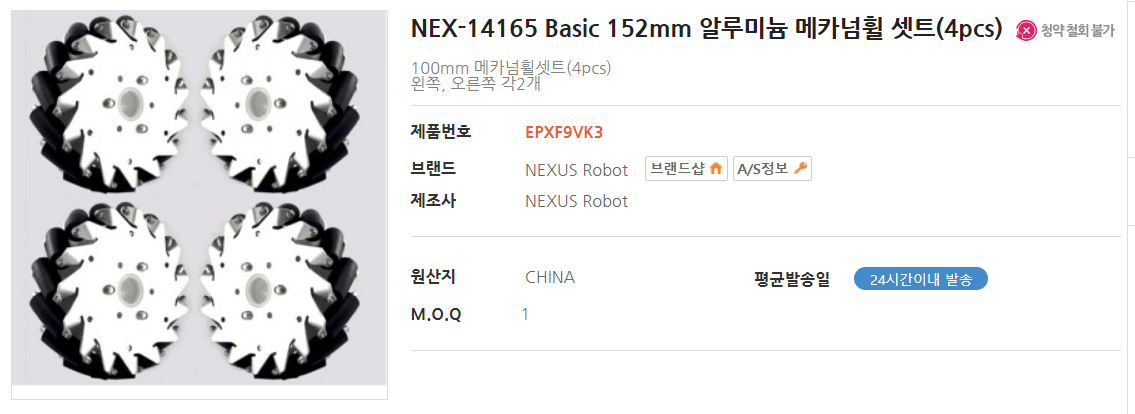 NEX-14165 Basic 152mm 알루미늄 메카넘휠 셋트(4pcs) 청약 철회 불가
100mm 메카넘휠셋트(4pcs)
왼쪽, 오른쪽 각2개
제품번호 EPXF9VK3
브랜드 NEXUS Robot 브랜드샵 A/S정보
제조사 NEXUS Robot
원산지 CHINA 평균발송일 24시간이내 발송
M.O.Q 1